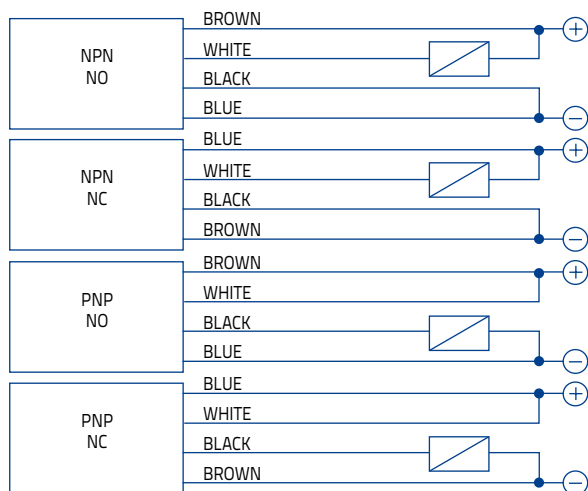 BROWN
+
WHITE
NPN
NO
BLACK
BLUE
−
BLUE
+
WHITE
NPN
NC
BLACK
BROWN
−
BROWN
+
WHITE
PNP
NO
BLACK
BLUE
−
BLUE
+
WHITE
PNP
NC
BLACK
BROWN
−